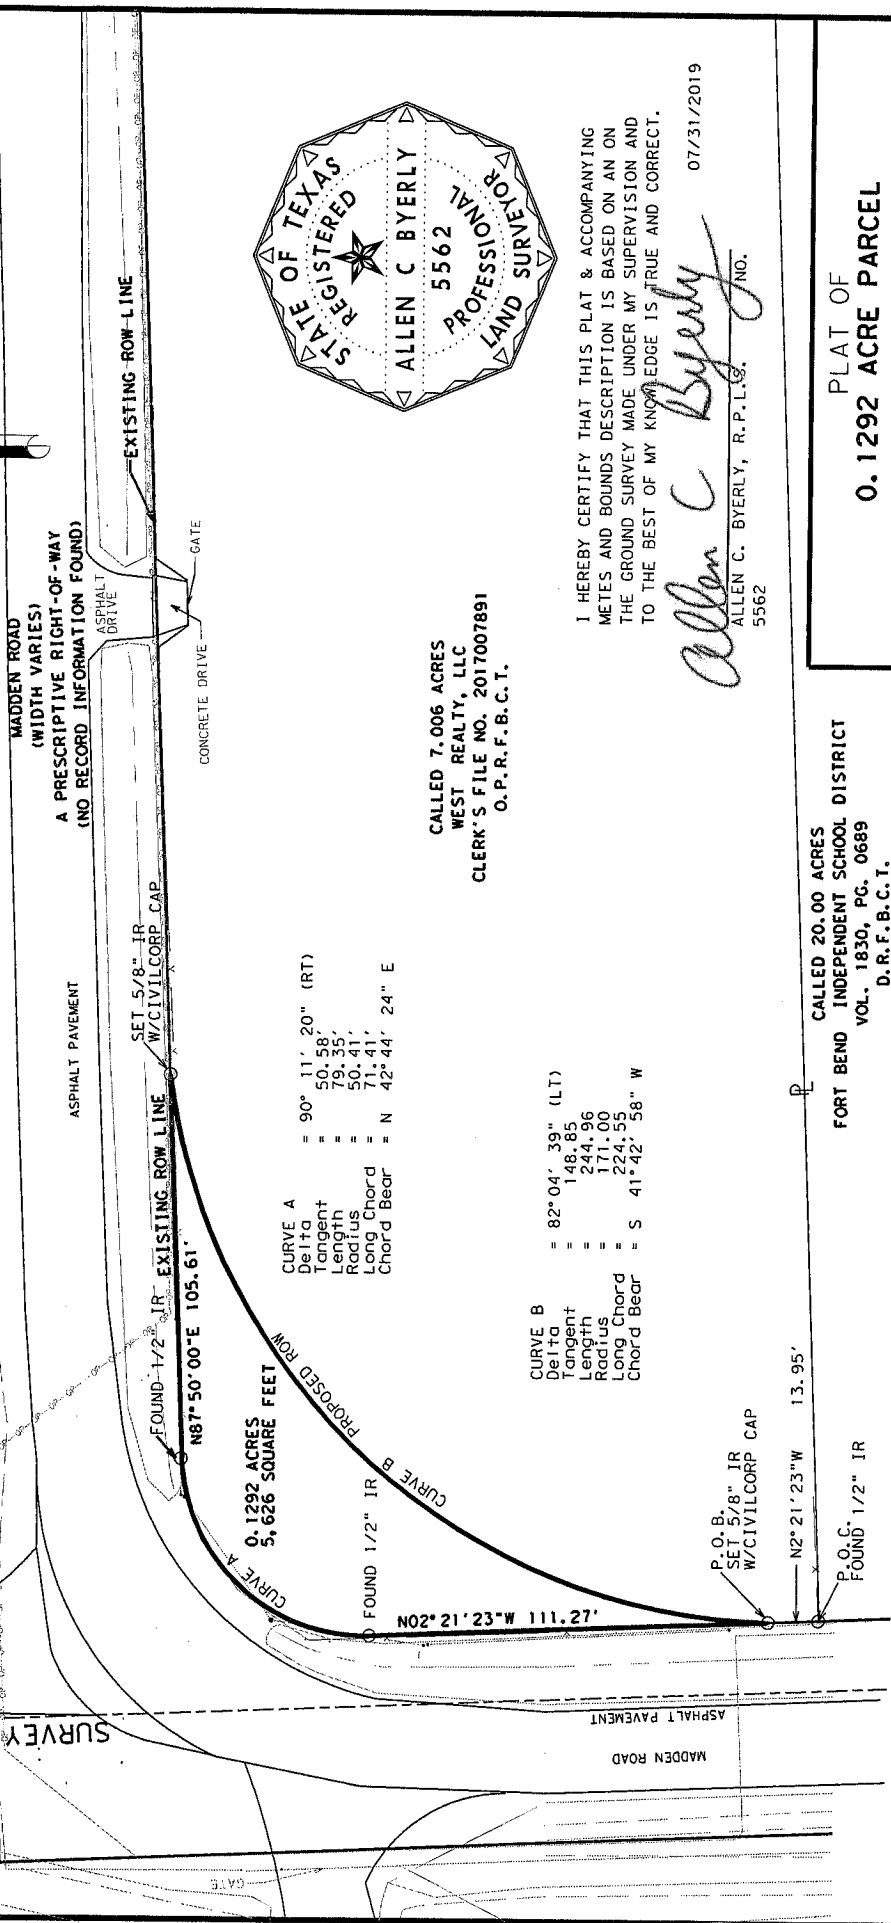 MADDEN ROAD
(WIDTH VARIES)
A PRESCRIPTIVE RIGHT-OF-WAY
(NO RECORD INFORMATION FOUND)
ASPHALT PAVEMENT
ASPHALT
DRIVE
EXISTING ROW LINE
GATE
CONCRETE DRIVE
SET 5/8" IR
W/CIVILCORP CAP
EXISTING ROW LINE
FOUND 1/2" IR
N87°50'00"E 105.61'
0.1292 ACRES
5,626 SQUARE FEET
CURVE A
PROPOSED ROW
CURVE B
FOUND 1/2" IR
N02°21'23"W 111.27'
SURVEY
GATE
MADDEN ROAD
ASPHALT PAVEMENT
CURVE A
Delta = 90° 11' 20" (RT)
Tangent = 50.58'
Length = 79.35'
Radius = 50.41'
Long Chord = 71.41'
Chord Bear = N 42°44' 24" E
CURVE B
Delta = 82°04' 39" (LT)
Tangent = 148.85
Length = 244.96
Radius = 171.00
Long Chord = 224.55
Chord Bear = S 41°42' 58" W
P.O.B.
SET 5/8" IR
W/CIVILCORP CAP
N2°21'23"W 13.95'
P.O.C.
FOUND 1/2" IR
CALLED 7.006 ACRES
WEST REALTY, LLC
CLERK'S FILE NO. 2017007891
O.P.R.F.B.C.T.
STATE OF TEXAS
REGISTERED
ALLEN C BYERLY
5562
PROFESSIONAL
LAND SURVEYOR
I HEREBY CERTIFY THAT THIS PLAT & ACCOMPANYING
METES AND BOUNDS DESCRIPTION IS BASED ON AN ON
THE GROUND SURVEY MADE UNDER MY SUPERVISION AND
TO THE BEST OF MY KNOWLEDGE IS TRUE AND CORRECT.
Allen C Byerly
07/31/2019
ALLEN C. BYERLY, R.P.L.S. NO.
5562
PL
CALLED 20.00 ACRES
FORT BEND INDEPENDENT SCHOOL DISTRICT
VOL. 1830, PG. 0689
D.R.F.B.C.T.
PLAT OF
0.1292 ACRE PARCEL